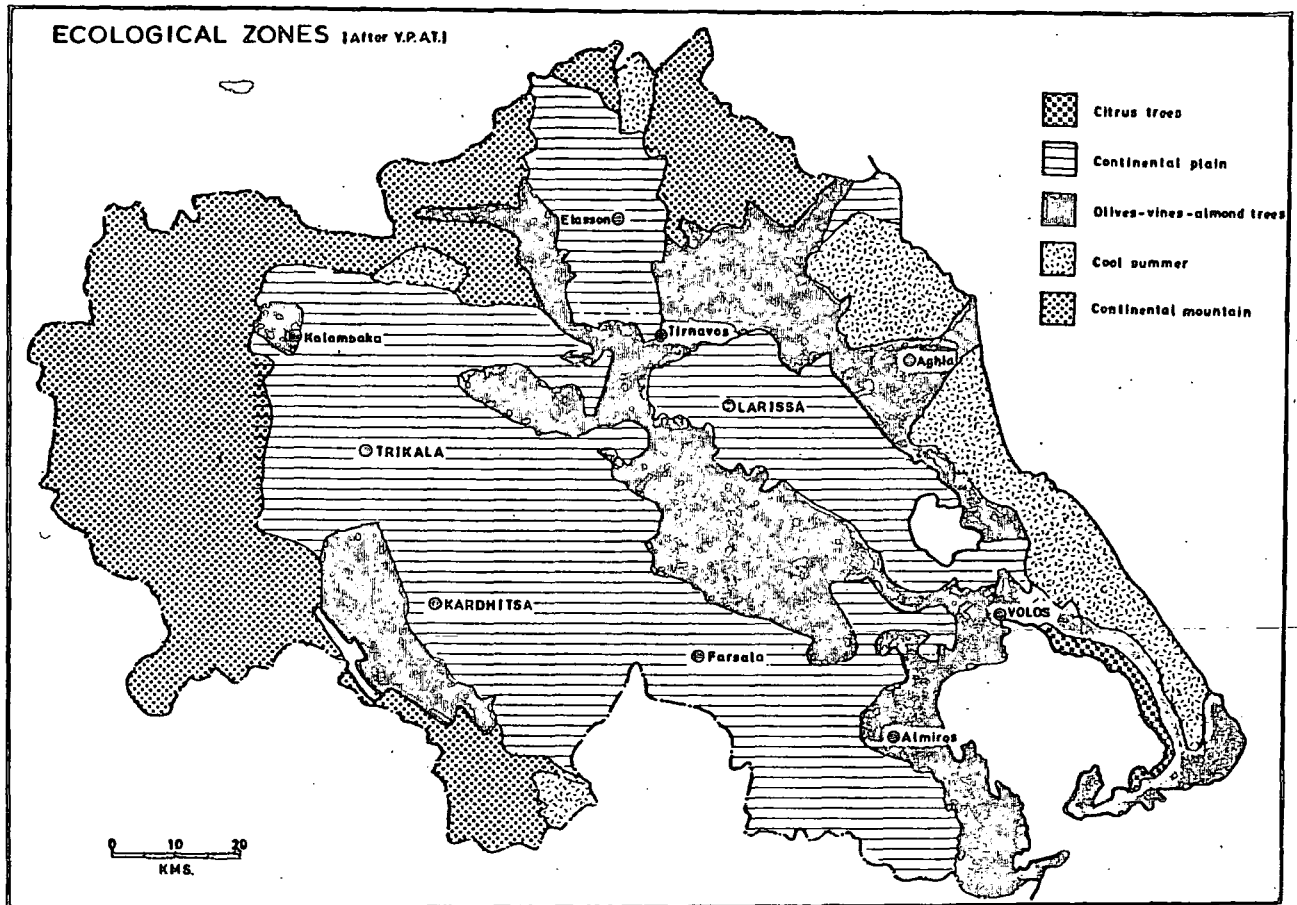 ECOLOGICAL ZONES [After Y.P.AT.]
Citrus trees
Continental plain
Olives-vines-almond trees
Cool summer
Continental mountain
Elasson
Kalambaka
Tirnavos
Aghia
LARISSA
TRIKALA
KARDHITSA
VOLOS
Farsala
Almiros
0 10 20
KMS.